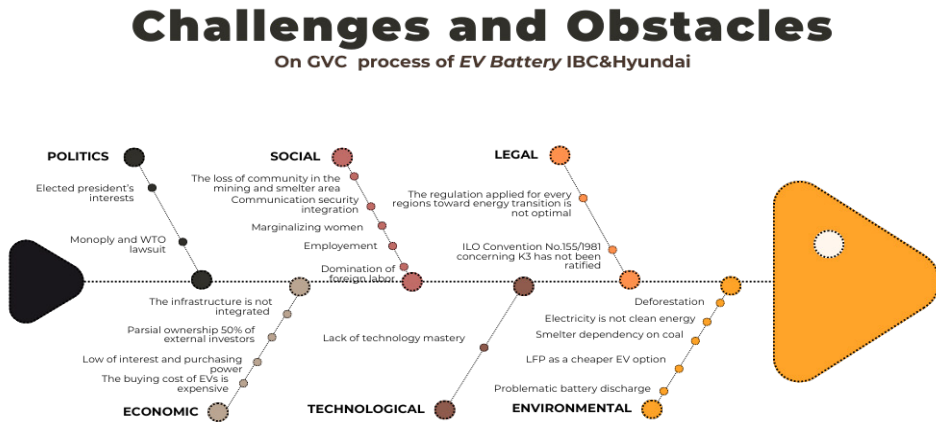 Challenges and Obstacles
On GVC process of EV Battery IBC&Hyundai
POLITICS
Elected president's
interests
Monoply and WTO
lawsuit
SOCIAL
The loss of community in the
mining and smelter area
Communication security
integration
Marginalizing women
Employement
Domination of
foreign labor
LEGAL
The regulation applied for every
regions toward energy transition is
not optimal
ILO Convention No.155/1981
concerning K3 has not been
ratified
The infrastructure is not
integrated
Parsial ownership 50% of
external investors
Low of interest and purchasing
power
The buying cost of EVs is
expensive
ECONOMIC
Lack of technology mastery
TECHNOLOGICAL
Deforestation
Electricity is not clean energy
Smelter dependency on coal
LFP as a cheaper EV option
Problematic battery discharge
ENVIRONMENTAL